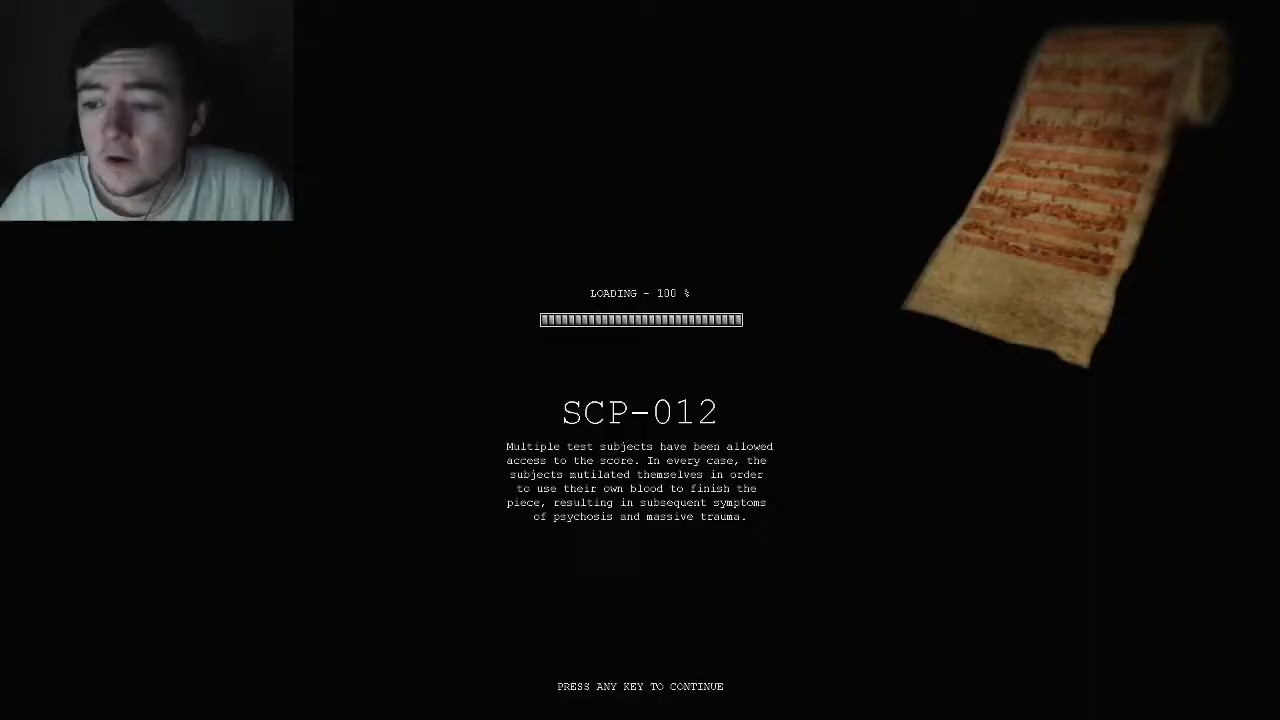 LOADING - 100 %
SCP-012
Multiple test subjects have been allowed
access to the score. In every case, the
subjects mutilated themselves in order
to use their own blood to finish the
piece, resulting in subsequent symptoms
of psychosis and massive trauma.
PRESS ANY KEY TO CONTINUE